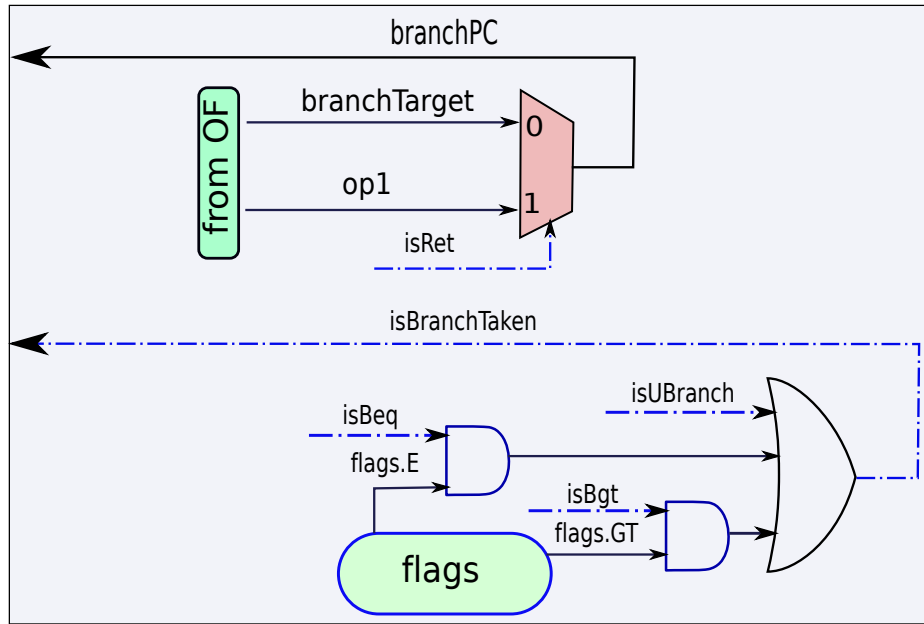 branchPC
branchTarget
from OF
0
op1
1
isRet
isBranchTaken
isUBranch
isBeq
flags.E
isBgt
flags.GT
flags